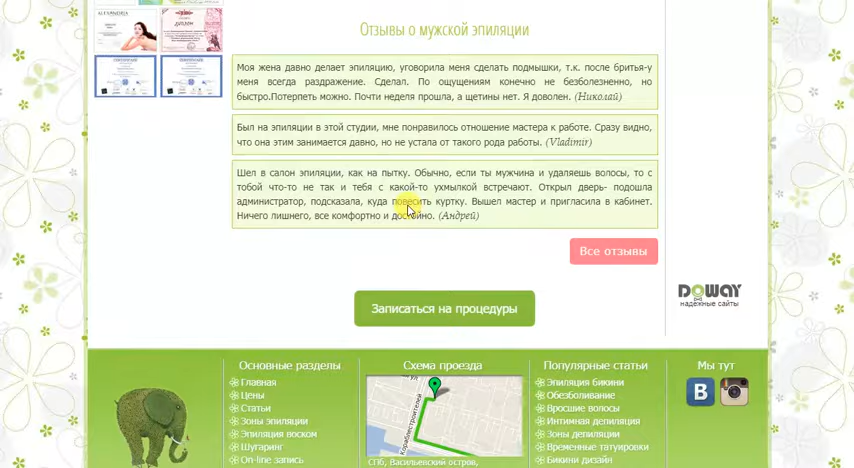 ALEXANDRIA
ДИПЛОМ
Отзывы о мужской эпиляции
Моя жена давно делает эпиляцию, уговорила меня сделать подмышки, т.к. после бритья-у
меня всегда раздражение. Сделал. По ощущениям конечно не безболезненно, но
быстро.Потерпеть можно. Почти неделя прошла, а щетины нет. Я доволен. (Николай)
Был на эпиляции в этой студии, мне понравилось отношение мастера к работе. Сразу видно,
что она этим занимается давно, но не устала от такого рода работы. (Vladimir)
Шел в салон эпиляции, как на пытку. Обычно, если ты мужчина и удаляешь волосы, то с
тобой что-то не так и тебя с какой-то ухмылкой встречают. Открыл дверь- подошла
администратор, подсказала, куда повесить куртку. Вышел мастер и пригласила в кабинет.
Ничего лишнего, все комфортно и достойно. (Андрей)
Все отзывы
Записаться на процедуры
DOWAY
надежные сайты
Основные разделы
Главная
Цены
Статьи
Зоны эпиляции
Эпиляция воском
Шугаринг
On-line запись
Схема проезда
Кораблестроителей
СПб, Васильевский остров,
Популярные статьи
Эпиляция бикини
Обезболивание
Вросшие волосы
Интимная депиляция
Зоны депиляции
Временные татуировки
Бикини дизайн
Мы тут
В